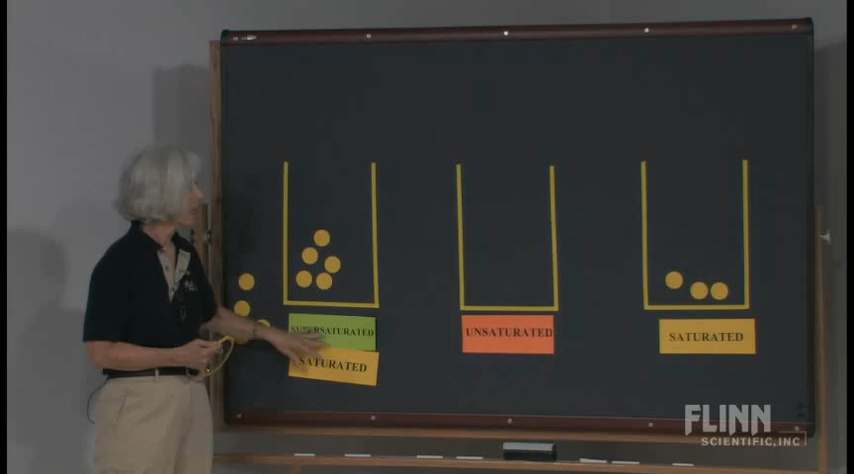 SUPERSATURATED
SATURATED
UNSATURATED
SATURATED
FLINN
SCIENTIFIC, INC